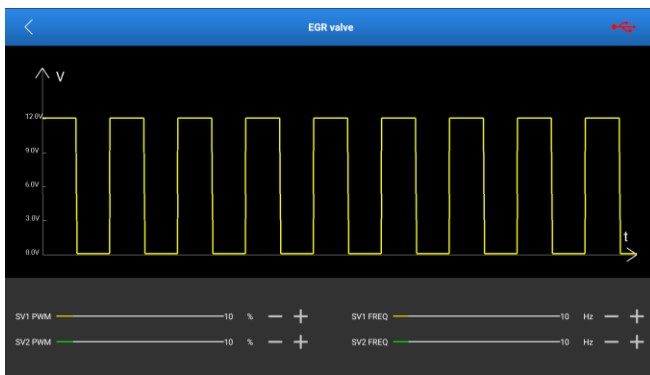 EGR valve
V
12.0V
9.0V
6.0V
3.0V
0.0V
t
SV1 PWM 10 % SV1 FREQ 10 Hz
SV2 PWM 10 % SV2 FREQ 10 Hz